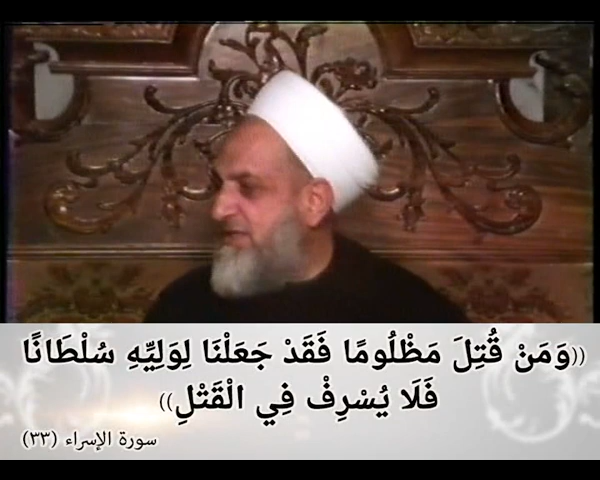 ((وَمَنْ قُتِلَ مَظْلُومًا فَقَدْ جَعَلْنَا لِوَلِيِّهِ سُلْطَانًا
فَلَا يُسْرِفْ فِي الْقَتْلِ))
سورة الإسراء (٣٣)